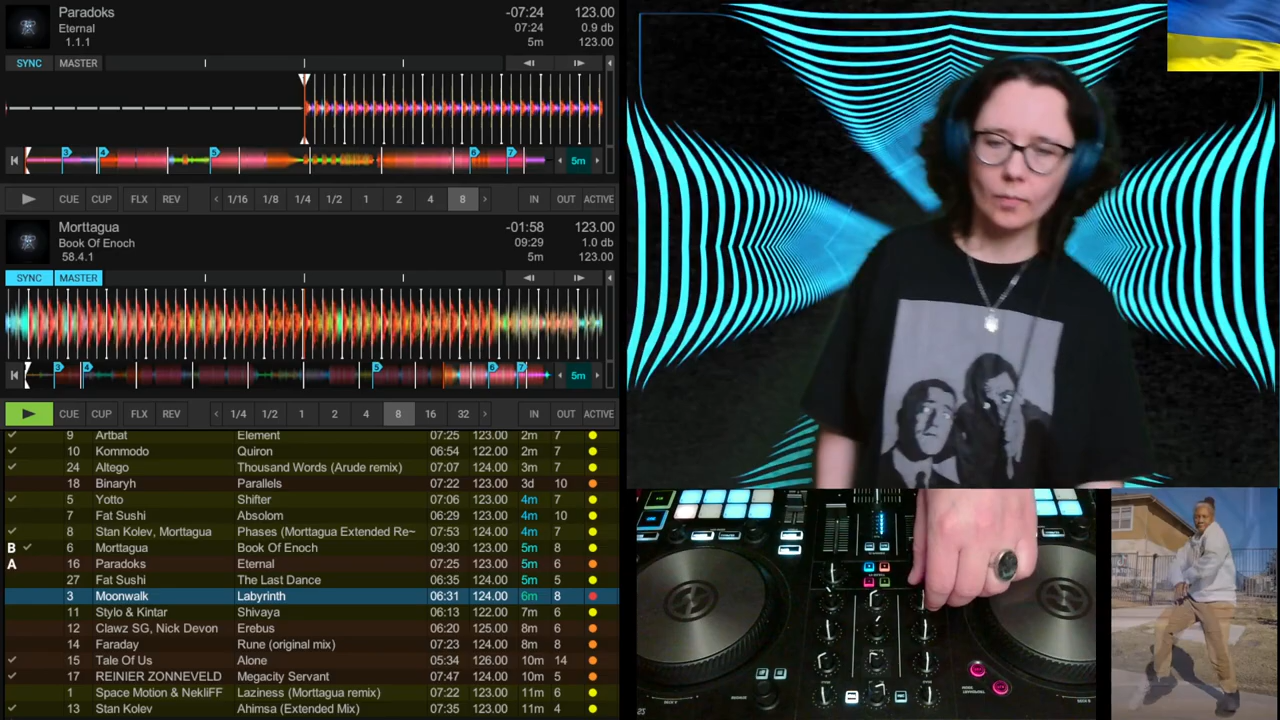 Paradoks -07:24 123.00
Eternal 07:24 0.9 db
1.1.1 5m 123.00
SYNC MASTER
3 4 5 6 7
5m
CUE CUP FLX REV 1/16 1/8 1/4 1/2 1 2 4 8 IN OUT ACTIVE
Morttagua -01:58 123.00
Book Of Enoch 09:29 1.0 db
58.4.1 5m 123.00
SYNC MASTER
3 4 5 6 7
5m
CUE CUP FLX REV 1/4 1/2 1 2 4 8 16 32 IN OUT ACTIVE
9 Artbat Element 07:25 123.00 2m 7
10 Kommodo Quiron 06:54 122.00 2m 7
24 Altego Thousand Words (Arude remix) 07:07 124.00 3m 7
18 Binaryh Parallels 07:22 123.00 3d 10
5 Yotto Shifter 07:06 123.00 4m 7
7 Fat Sushi Absolom 06:29 123.00 4m 10
8 Stan Kolev, Morttagua Phases (Morttagua Extended Re~ 07:53 124.00 4m 7
B 6 Morttagua Book Of Enoch 09:30 123.00 5m 8
A 16 Paradoks Eternal 07:25 123.00 5m 6
27 Fat Sushi The Last Dance 06:35 124.00 5m 5
3 Moonwalk Labyrinth 06:31 124.00 6m 8
11 Stylo & Kintar Shivaya 06:13 122.00 7m 6
12 Clawz SG, Nick Devon Erebus 06:20 125.00 8m 6
14 Faraday Rune (original mix) 07:23 124.00 8m 8
15 Tale Of Us Alone 05:34 126.00 10m 14
17 REINIER ZONNEVELD Megacity Servant 07:47 124.00 10m 5
1 Space Motion & NekliFF Laziness (Morttagua remix) 07:22 123.00 11m 6
13 Stan Kolev Ahimsa (Extended Mix) 07:35 124.00 11m 4